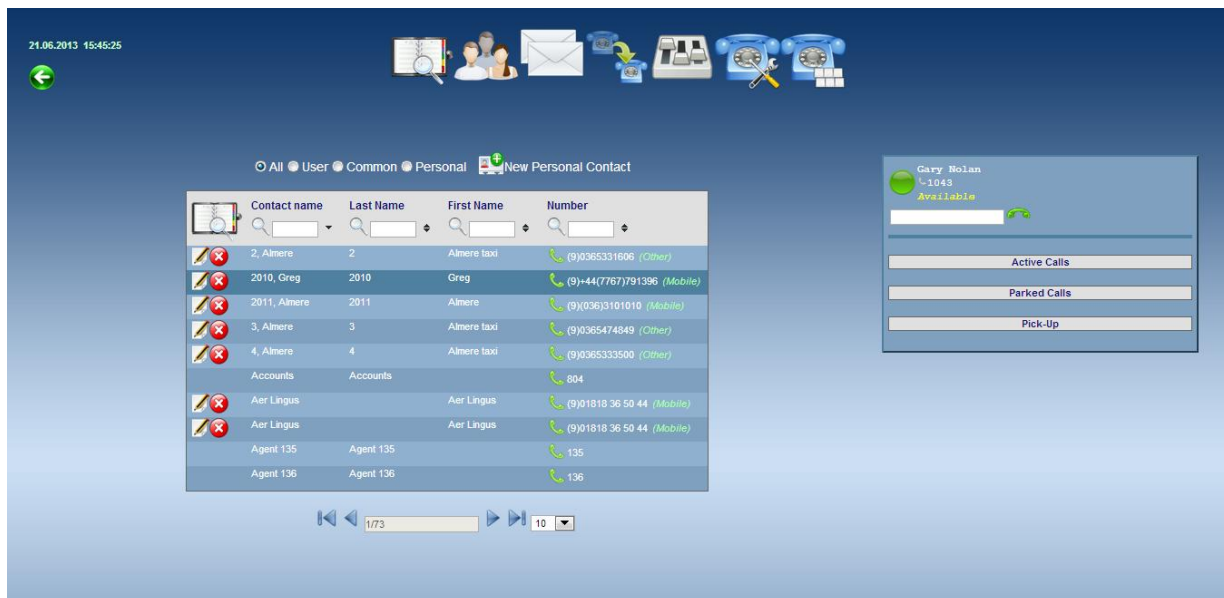 21.06.2013 15:45:25
All User Common Personal New Personal Contact
Contact name Last Name First Name Number
2, Almere 2 Almere taxi (9)0365331606 (Other)
2010, Greg 2010 Greg (9)+44(7767)791396 (Mobile)
2011, Almere 2011 Almere (9)(036)3101010 (Mobile)
3, Almere 3 Almere taxi (9)0365474849 (Other)
4, Almere 4 Almere taxi (9)0365333500 (Other)
Accounts Accounts 804
Aer Lingus Aer Lingus (9)01818 36 50 44 (Mobile)
Aer Lingus Aer Lingus (9)01818 36 50 44 (Mobile)
Agent 135 Agent 135 135
Agent 136 Agent 136 136
1/73 10
Gary Nolan
1043
Available
Active Calls
Parked Calls
Pick-Up